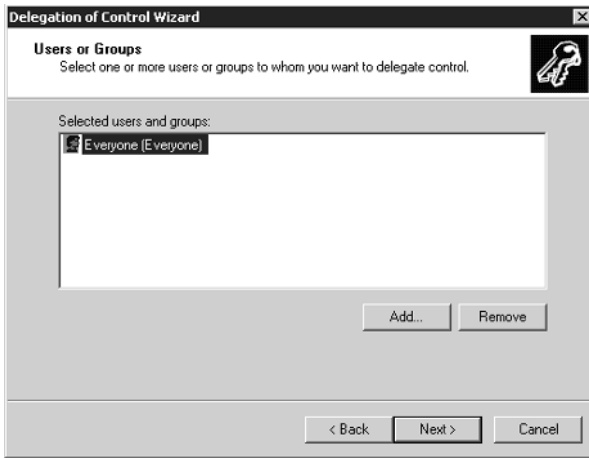 Delegation of Control Wizard
Users or Groups
Select one or more users or groups to whom you want to delegate control.
Selected users and groups:
Everyone (Everyone)
Add...
Remove
< Back
Next >
Cancel